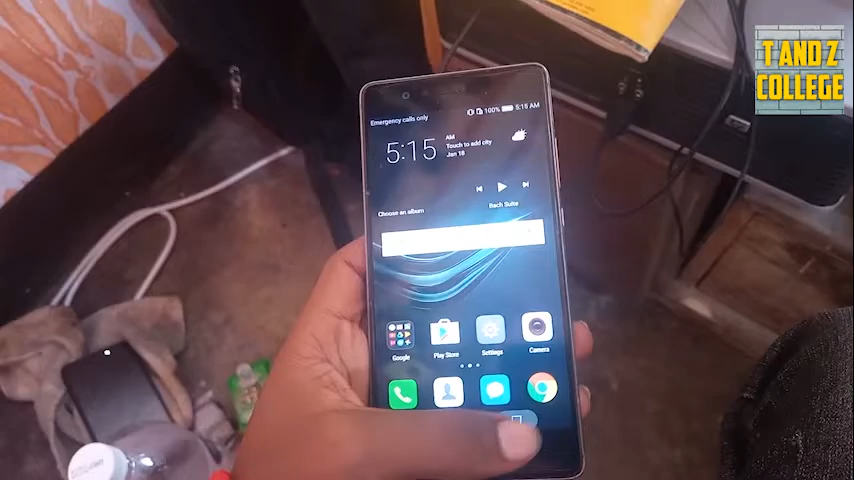 T AND Z
COLLEGE
Emergency calls only
100%
5:15 AM
5:15
AM
Touch to add city
Jan 18
Choose an album
Bach Suite
Google
Play Store
Settings
Camera